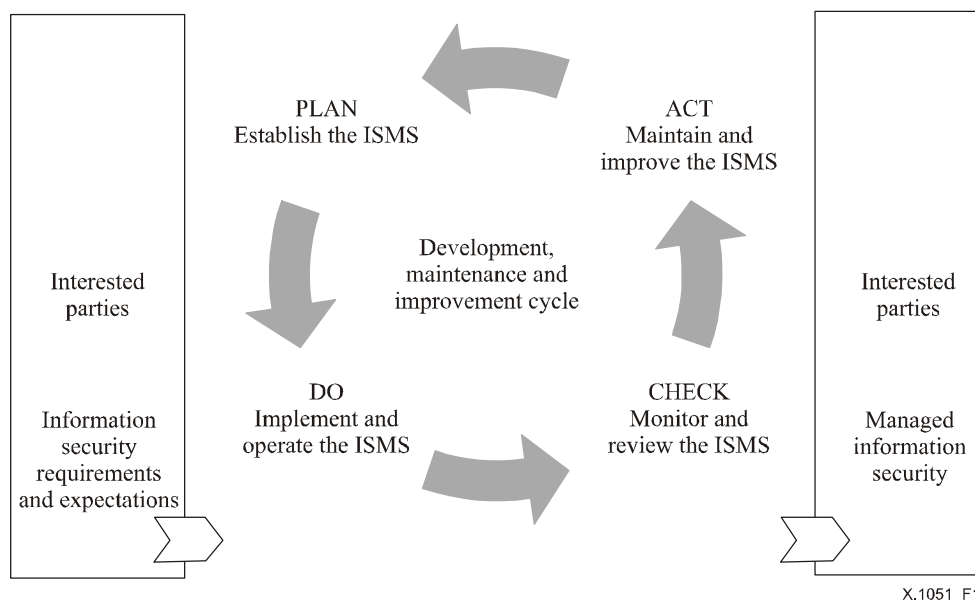 PLAN
Establish the ISMS
ACT
Maintain and
improve the ISMS
Interested
parties
Development,
maintenance and
improvement cycle
Interested
parties
Information
security
requirements
and expectations
DO
Implement and
operate the ISMS
CHECK
Monitor and
review the ISMS
Managed
information
security